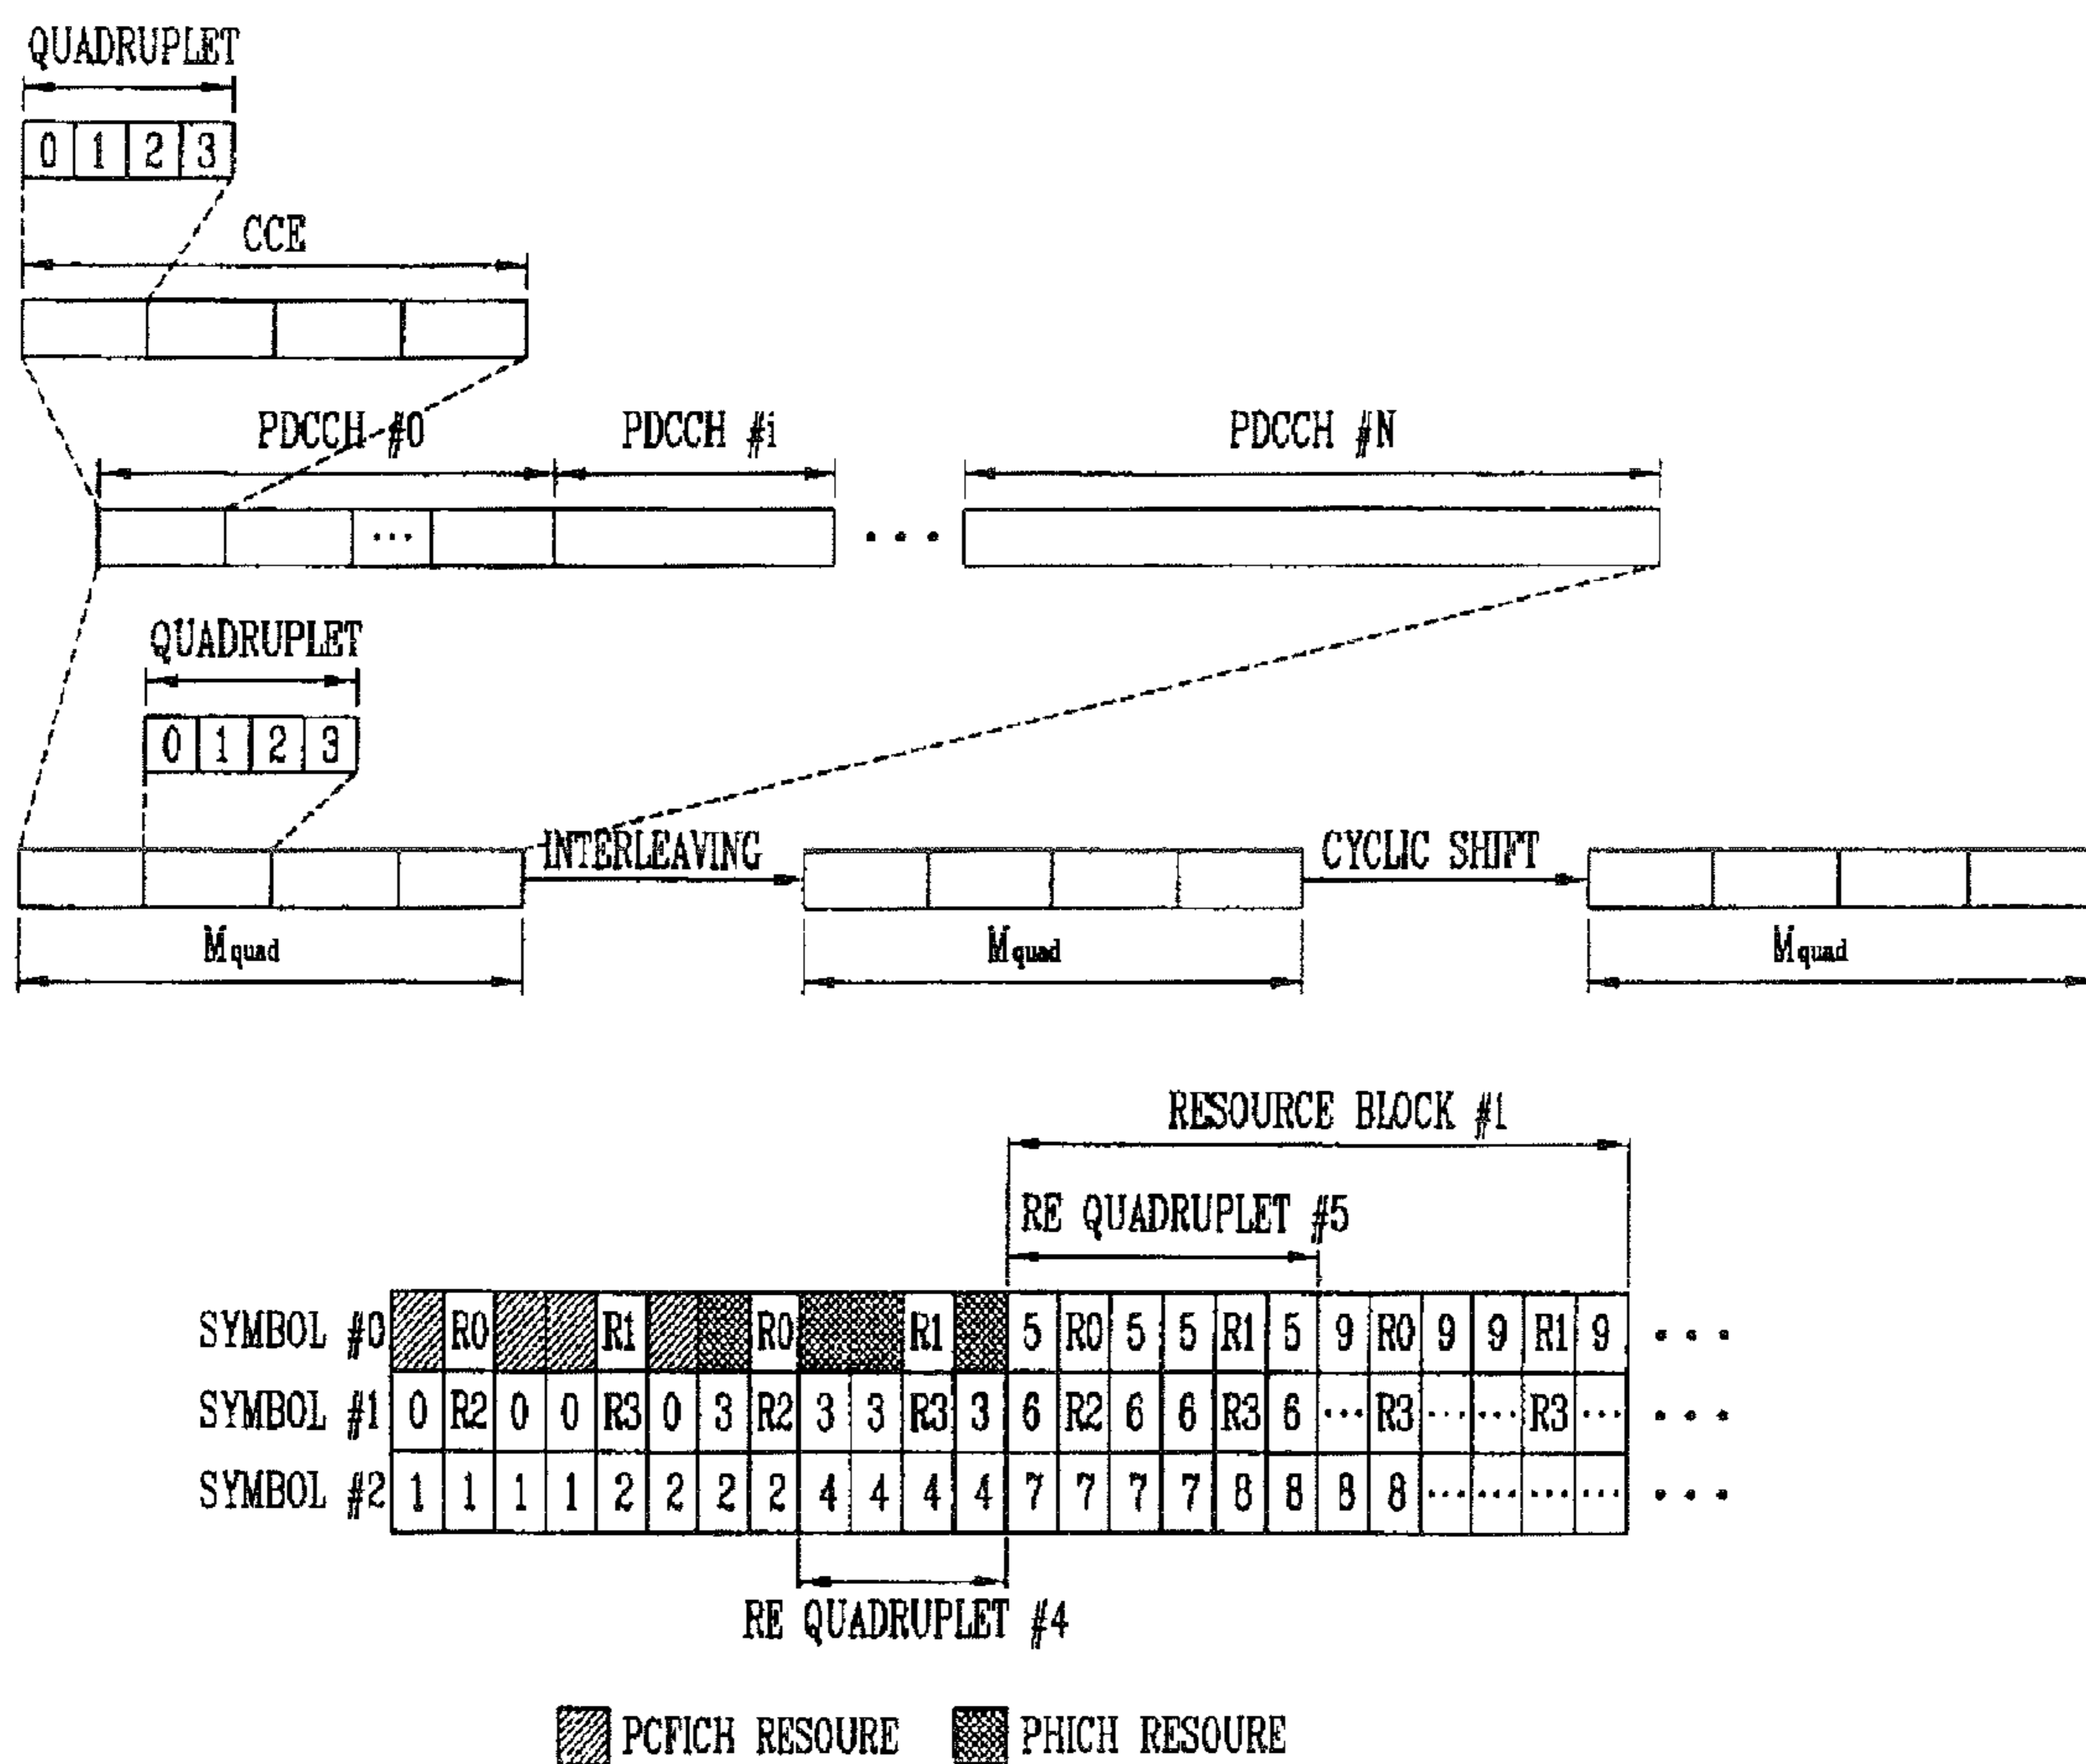 QUADRUPLET
0 1 2 3
CCE
PDCCH #0 PDCCH #i PDCCH #N
... • • •
QUADRUPLET
0 1 2 3
INTERLEAVING CYCLIC SHIFT
Mquad Mquad Mquad
RESOURCE BLOCK #1
RE QUADRUPLET #5
SYMBOL #0 R0 R1 R0 R1 5 R0 5 5 R1 5 9 R0 9 9 R1 9 • • •
SYMBOL #1 0 R2 0 0 R3 0 3 R2 3 3 R3 3 6 R2 6 6 R3 6 ... R3 ... ... R3 ... • • •
SYMBOL #2 1 1 1 1 2 2 2 2 4 4 4 4 7 7 7 7 8 8 8 8 ... ... ... ... • • •
RE QUADRUPLET #4
PCFICH RESOURE PHICH RESOURE